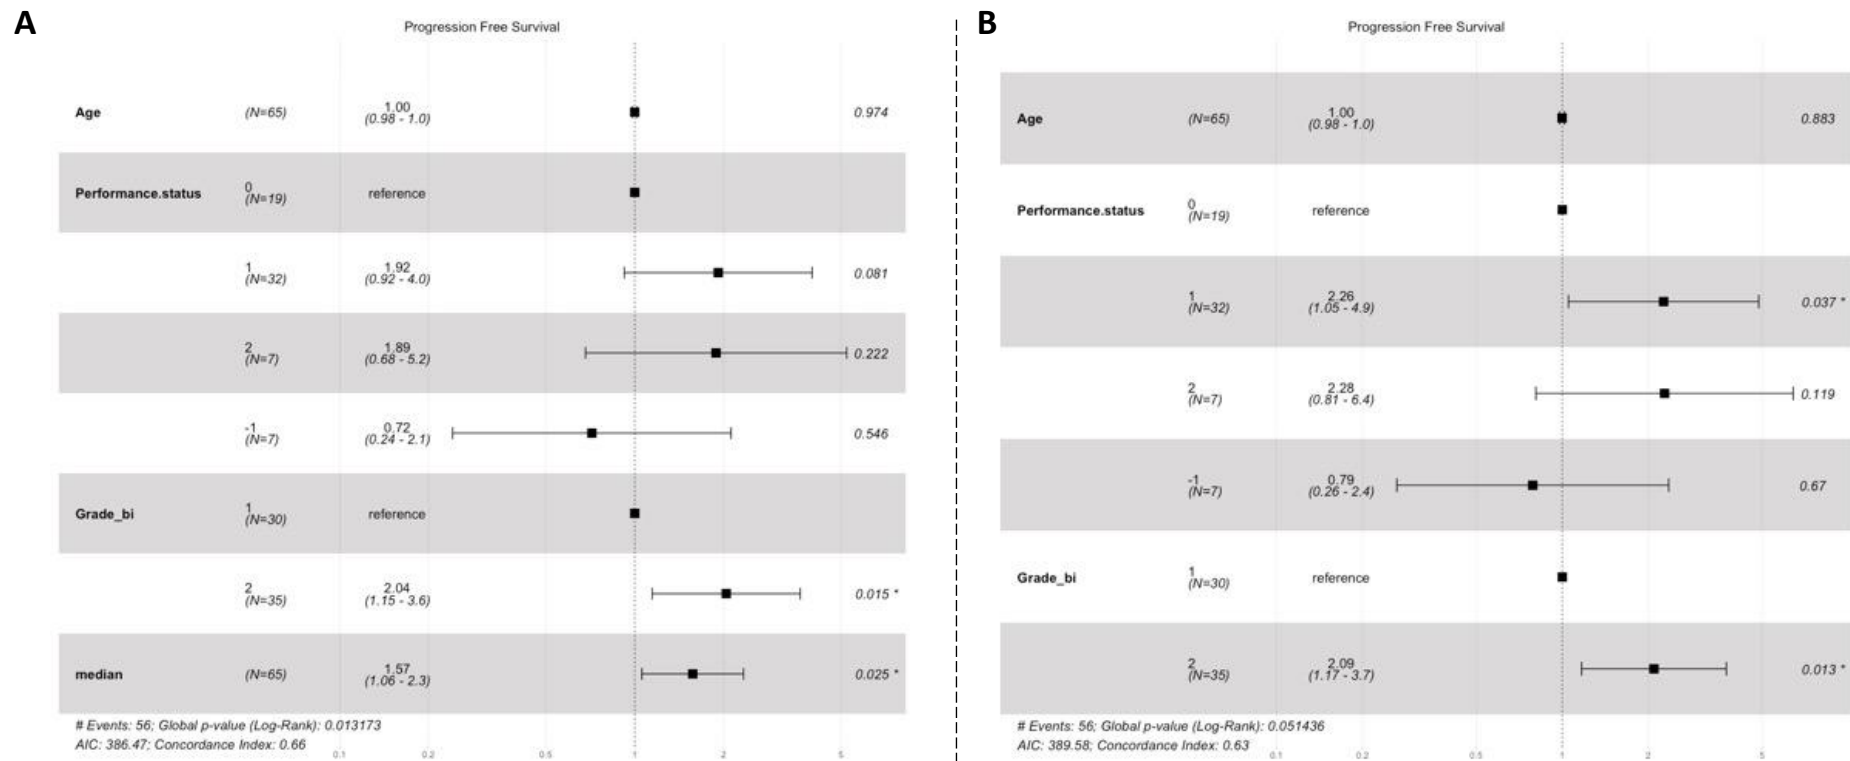 A
Progression Free Survival
Age (N=65) 1.00 0.974
(0.98 - 1.0)
Performance.status 0 reference
(N=19)
1 1.92 0.081
(N=32) (0.92 - 4.0)
2 1.89 0.222
(N=7) (0.68 - 5.2)
-1 0.72 0.546
(N=7) (0.24 - 2.1)
Grade_bi 1 reference
(N=30)
2 2.04 0.015 *
(N=35) (1.15 - 3.6)
median (N=65) 1.57 0.025 *
(1.06 - 2.3)
# Events: 56; Global p-value (Log-Rank): 0.013173
AIC: 386.47; Concordance Index: 0.66
0.1 0.2 0.5 1 2 5
B
Progression Free Survival
Age (N=65) 1.00 0.883
(0.98 - 1.0)
Performance.status 0 reference
(N=19)
1 2.26 0.037 *
(N=32) (1.05 - 4.9)
2 2.28 0.119
(N=7) (0.81 - 6.4)
-1 0.79 0.67
(N=7) (0.26 - 2.4)
Grade_bi 1 reference
(N=30)
2 2.09 0.013 *
(N=35) (1.17 - 3.7)
# Events: 56; Global p-value (Log-Rank): 0.051436
AIC: 389.58; Concordance Index: 0.63
0.1 0.2 0.5 1 2 5